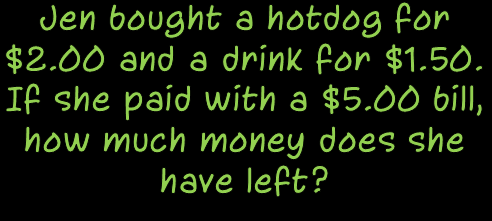 Jen bought a hotdog for
$2.00 and a drink for $1.50.
If she paid with a $5.00 bill,
how much money does she
have left?